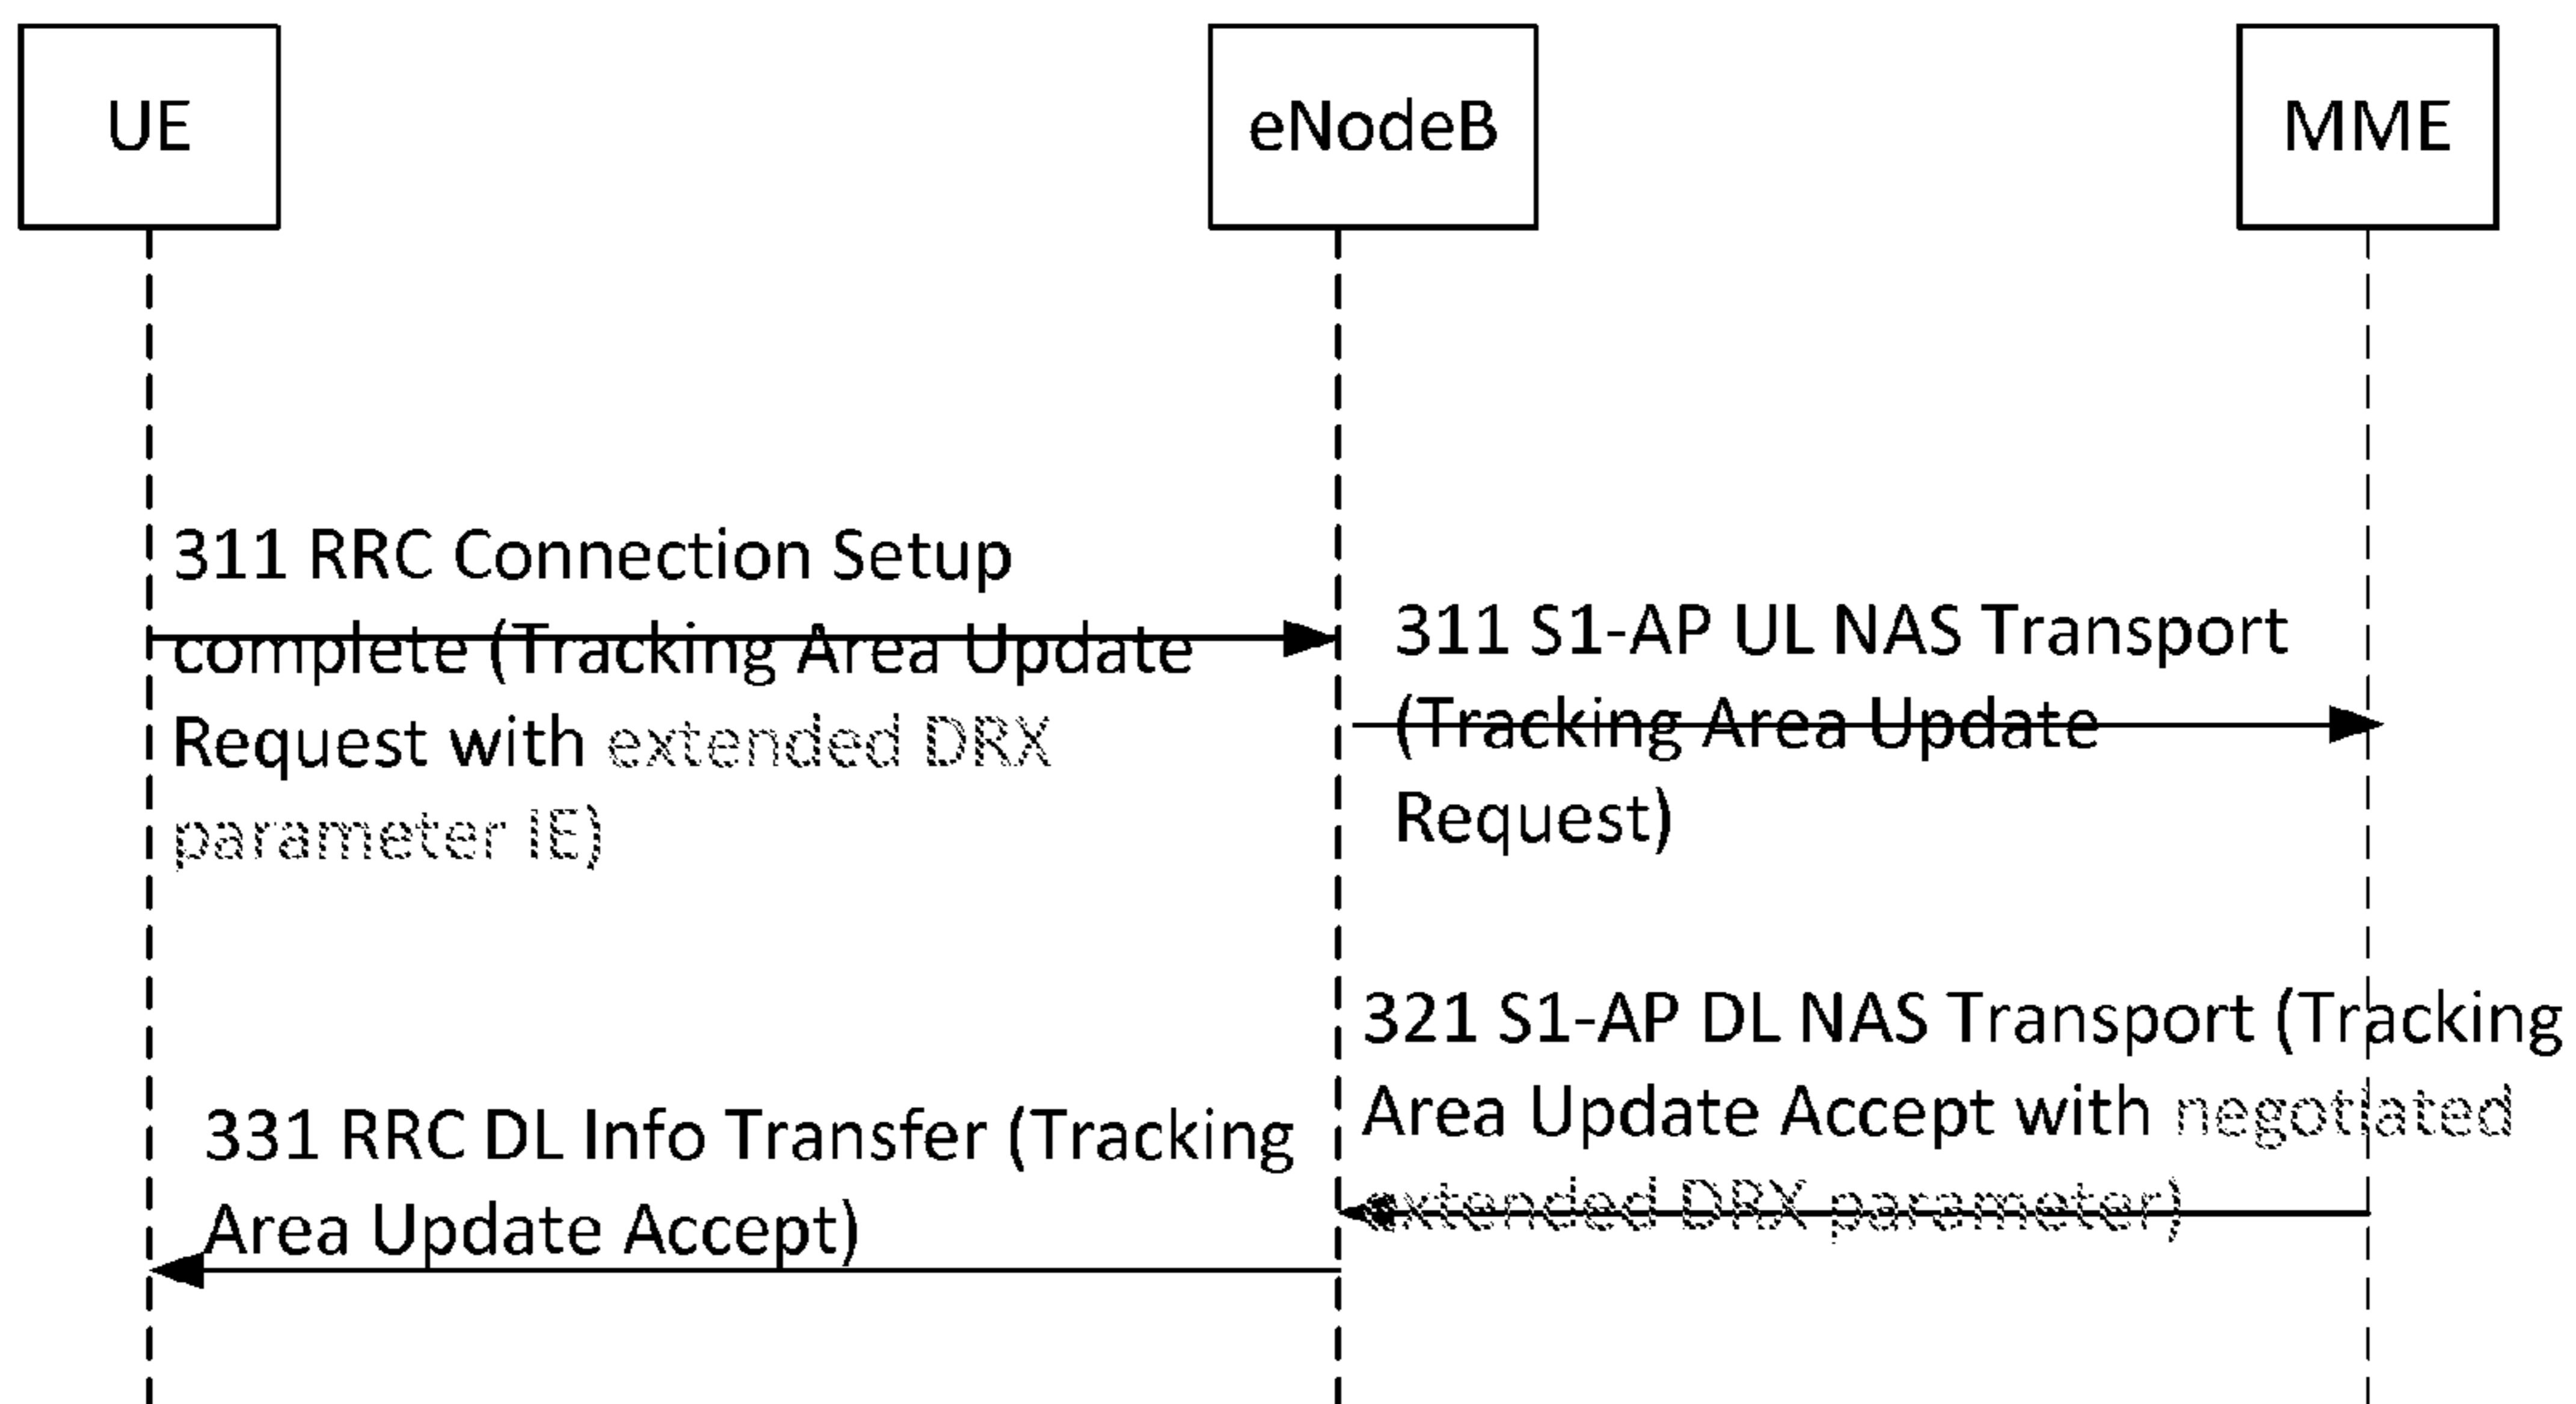 UE
eNodeB
MME
311 RRC Connection Setup
complete (Tracking Area Update
Request with extended DRX
parameter IE)
311 S1-AP UL NAS Transport
(Tracking Area Update
Request)
321 S1-AP DL NAS Transport (Tracking
Area Update Accept with negotiated
extended DRX parameter)
331 RRC DL Info Transfer (Tracking
Area Update Accept)